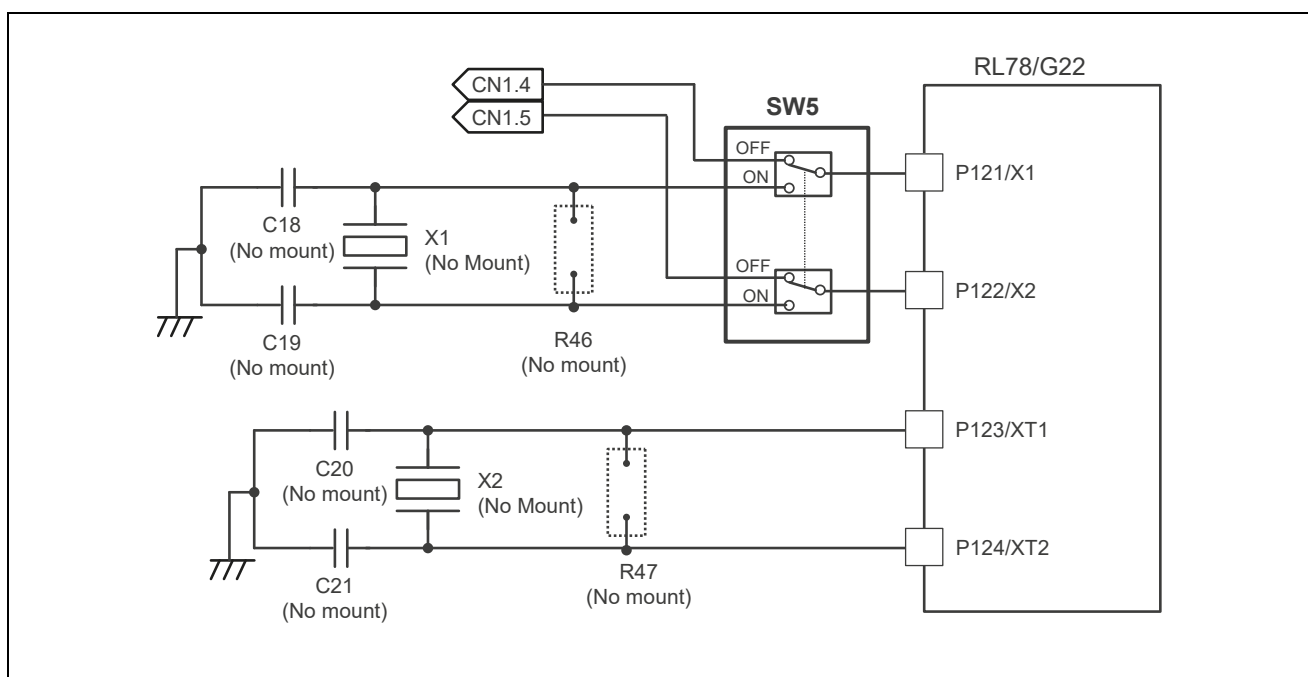 RL78/G22
CN1.4
CN1.5
SW5
OFF
ON
P121/X1
C18
(No mount)
X1
(No Mount)
OFF
ON
P122/X2
C19
(No mount)
R46
(No mount)
P123/XT1
C20
(No mount)
X2
(No Mount)
P124/XT2
C21
(No mount)
R47
(No mount)